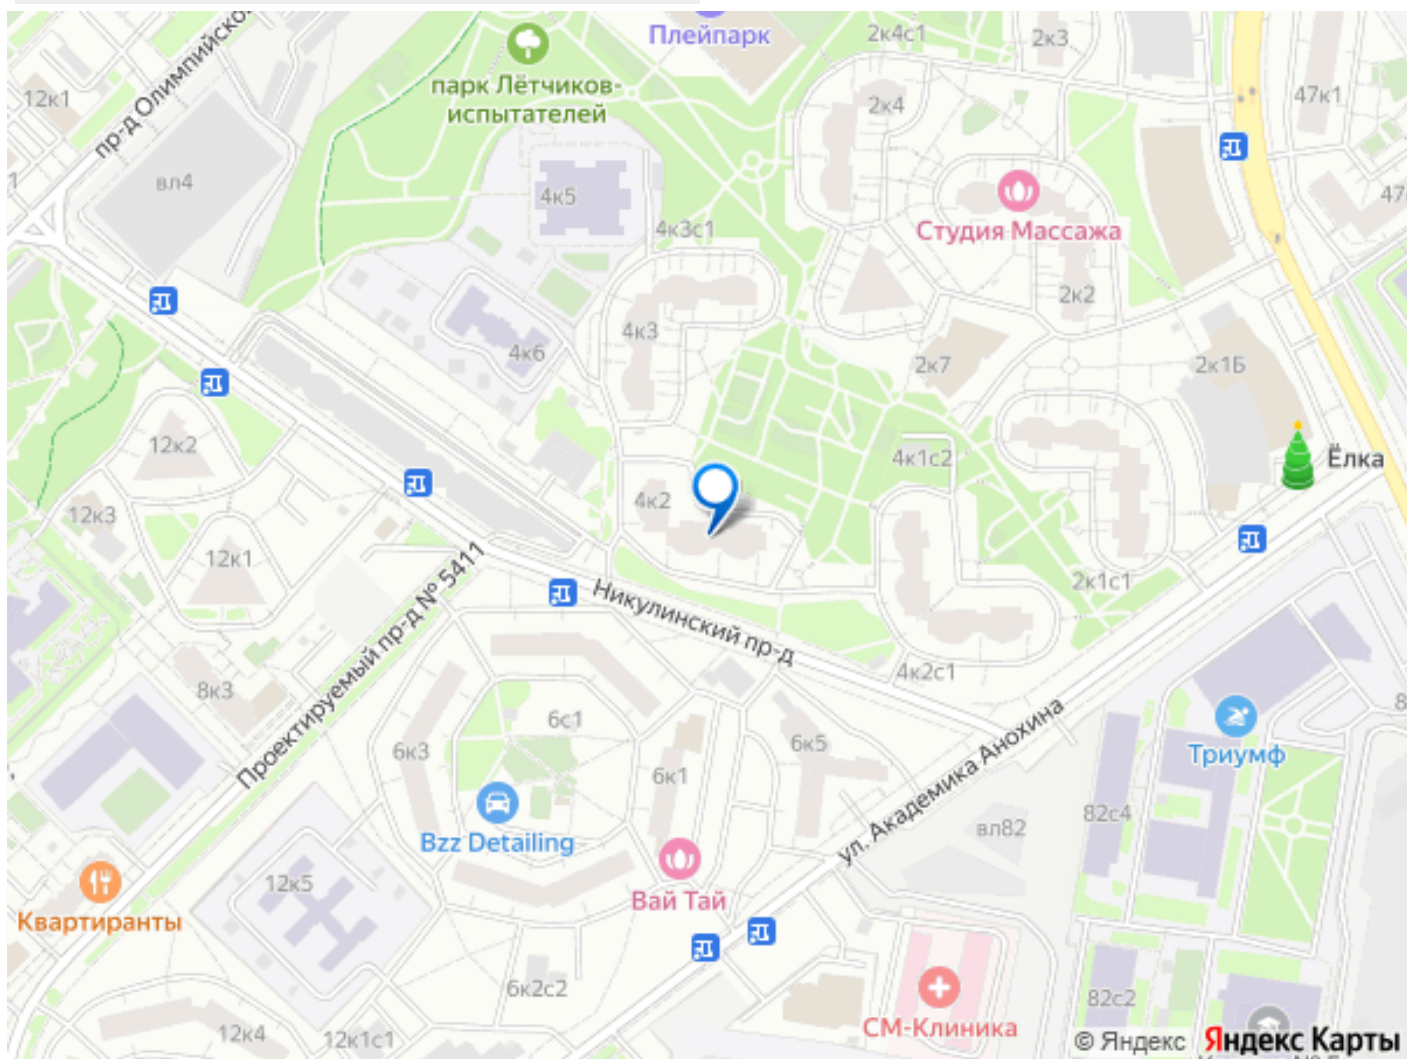 Плейпарк
2к4с1
2к3
пр-д Олимпийской
парк Лётчиков-
испытателей
12к1
2к4
47к1
вл4
4к5
4к3с1
Студия Массажа
2к2
4к3
4к6
2к7
2к1Б
Ёлка
12к2
4к1с2
4к2
12к3
12к1
Проектируемый пр-д № 5411
Никулинский пр-д
2к1с1
4к2с1
8к3
6с1
6к3
6к1
6к5
Триумф
ул. Академика Анохина
Bzz Detailing
вл82
82с4
12к5
Вай Тай
Квартиранты
6к2с2
82с2
СМ-Клиника
12к4
12к1с1
© Яндекс
Яндекс Карты